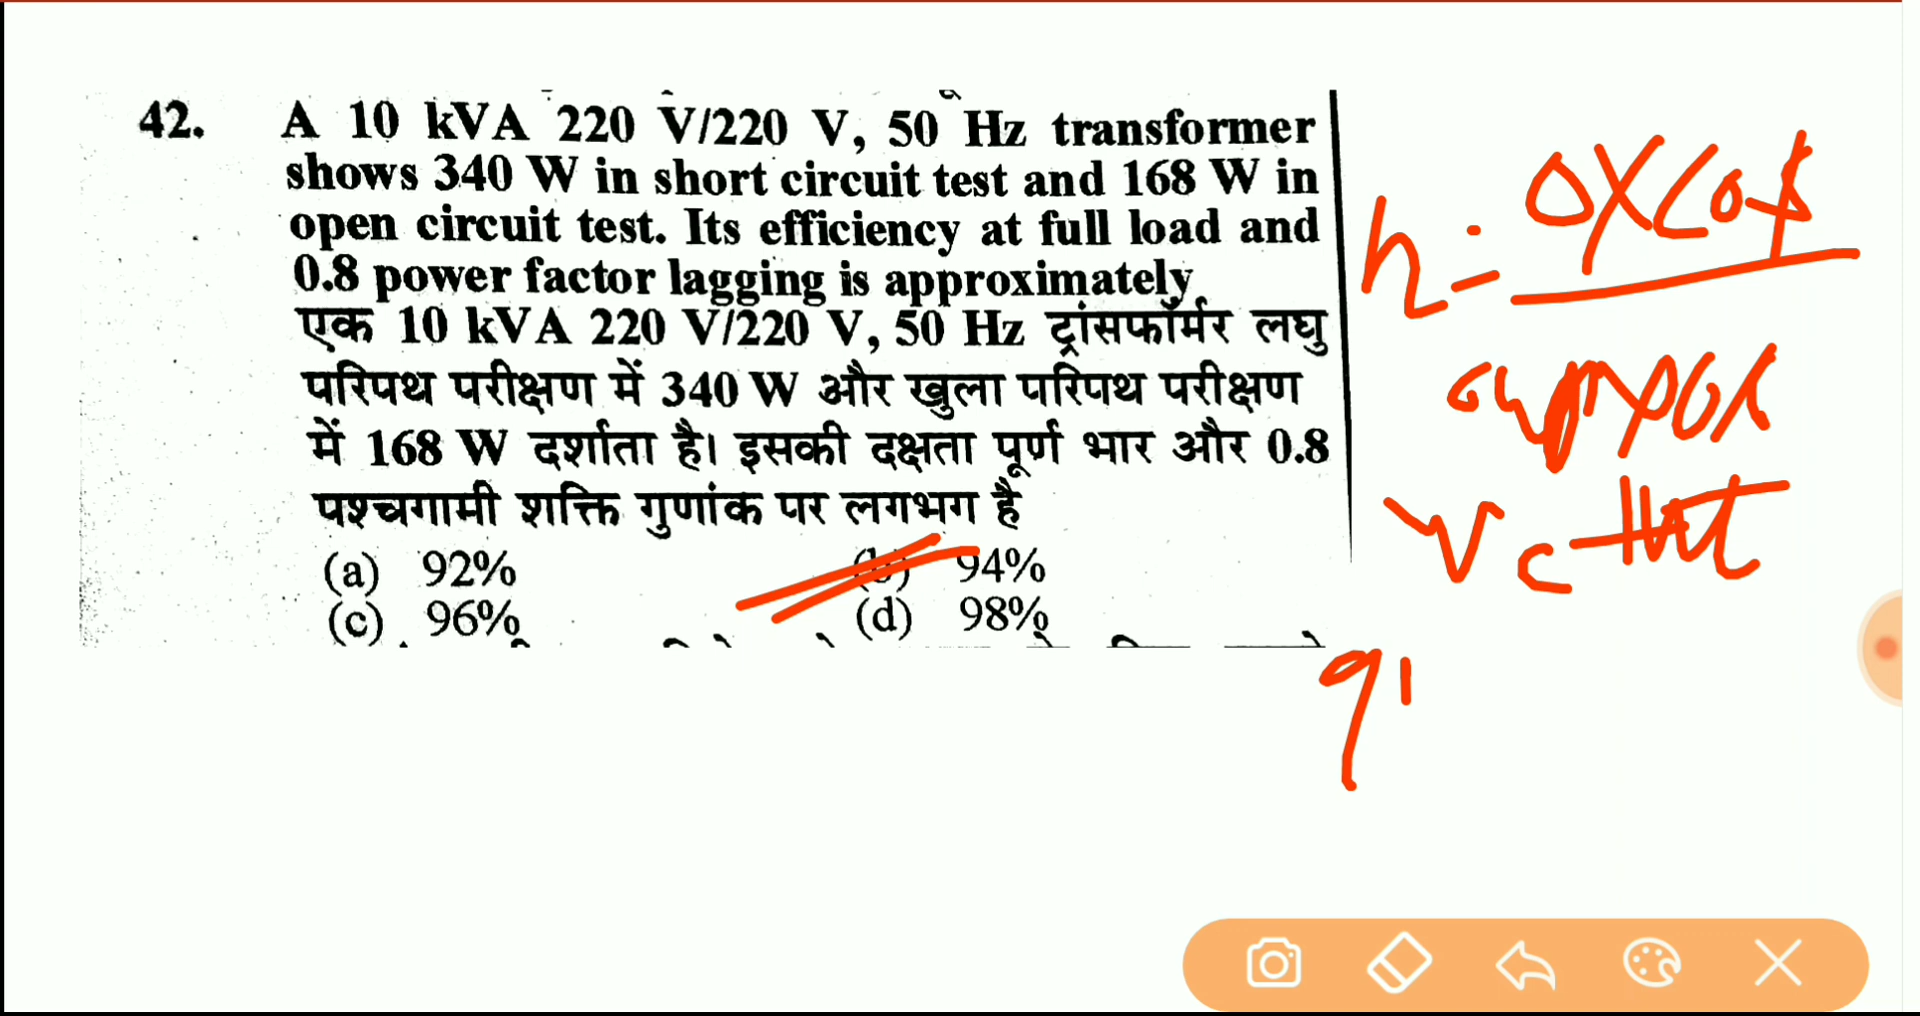 42. A 10 kVA 220 V/220 V, 50 Hz transformer
shows 340 W in short circuit test and 168 W in
open circuit test. Its efficiency at full load and
0.8 power factor lagging is approximately
एक 10 kVA 220 V/220 V, 50 Hz ट्रांसफॉर्मर लघु
परिपथ परीक्षण में 340 W और खुला परिपथ परीक्षण
में 168 W दर्शाता है। इसकी दक्षता पूर्ण भार और 0.8
पश्चगामी शक्ति गुणांक पर लगभग है
(a) 92% (b) 94%
(c) 96% (d) 98%